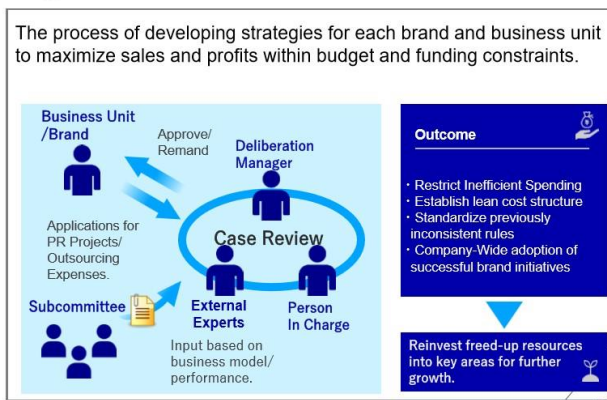 The process of developing strategies for each brand and business unit
to maximize sales and profits within budget and funding constraints.
Business Unit
/Brand
Approve/
Remand
Deliberation
Manager
Applications for
PR Projects/
Outsourcing
Expenses.
Case Review
Subcommittee
External
Experts
Person
In Charge
Input based on
business model/
performance.
Outcome
・Restrict Inefficient Spending
・Establish lean cost structure
・Standardize previously
inconsistent rules
・Company-Wide adoption of
successful brand initiatives
Reinvest freed-up resources
into key areas for further
growth.